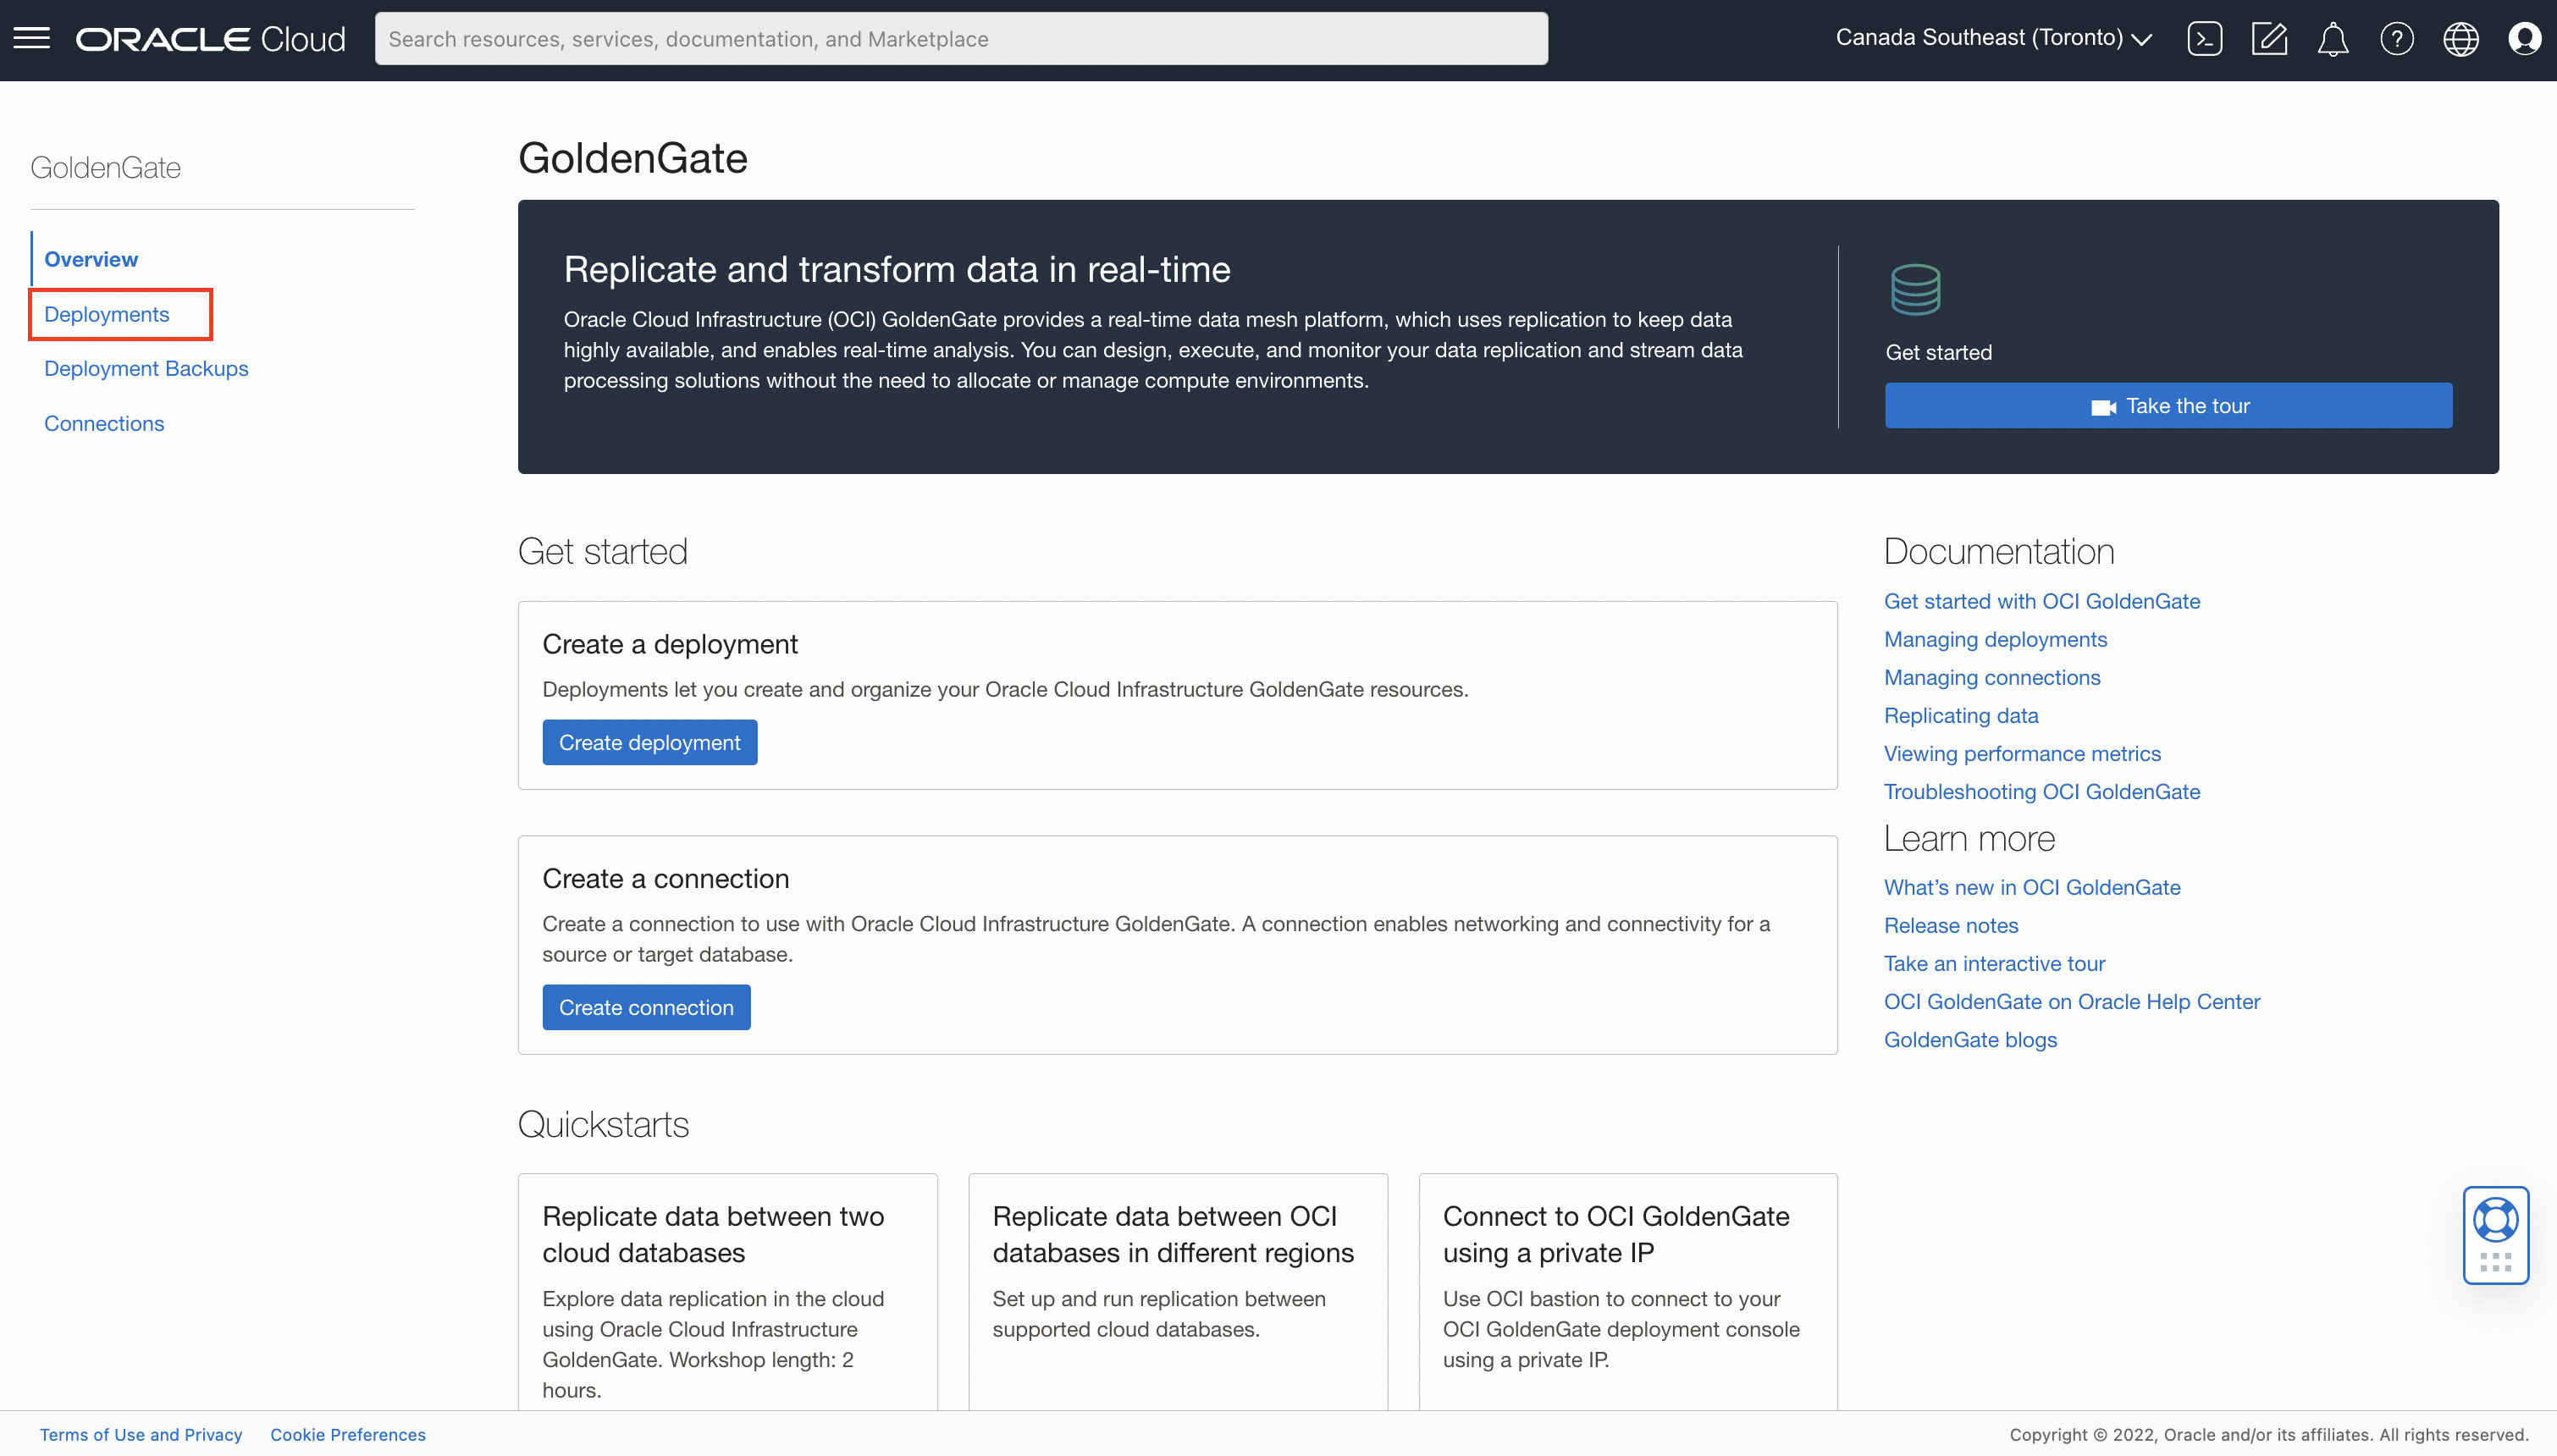 ORACLE Cloud
Search resources, services, documentation, and Marketplace
Canada Southeast (Toronto)
GoldenGate
Overview
Deployments
Deployment Backups
Connections
GoldenGate
Replicate and transform data in real-time
Oracle Cloud Infrastructure (OCI) GoldenGate provides a real-time data mesh platform, which uses replication to keep data
highly available, and enables real-time analysis. You can design, execute, and monitor your data replication and stream data
processing solutions without the need to allocate or manage compute environments.
Get started
Take the tour
Get started
Create a deployment
Deployments let you create and organize your Oracle Cloud Infrastructure GoldenGate resources.
Create deployment
Create a connection
Create a connection to use with Oracle Cloud Infrastructure GoldenGate. A connection enables networking and connectivity for a
source or target database.
Create connection
Documentation
Get started with OCI GoldenGate
Managing deployments
Managing connections
Replicating data
Viewing performance metrics
Troubleshooting OCI GoldenGate
Learn more
What's new in OCI GoldenGate
Release notes
Take an interactive tour
OCI GoldenGate on Oracle Help Center
GoldenGate blogs
Quickstarts
Replicate data between two
cloud databases
Explore data replication in the cloud
using Oracle Cloud Infrastructure
GoldenGate. Workshop length: 2
hours.
Replicate data between OCI
databases in different regions
Set up and run replication between
supported cloud databases.
Connect to OCI GoldenGate
using a private IP
Use OCI bastion to connect to your
OCI GoldenGate deployment console
using a private IP.
Terms of Use and Privacy
Cookie Preferences
Copyright © 2022, Oracle and/or its affiliates. All rights reserved.